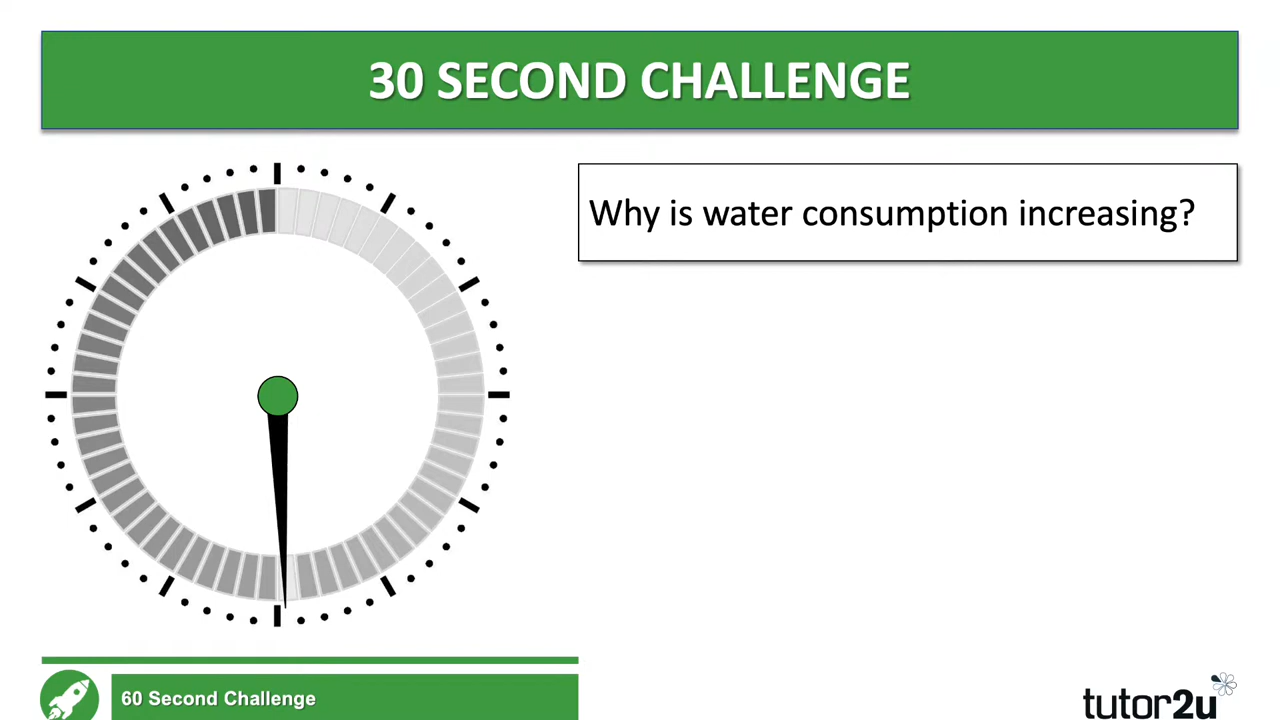 30 SECOND CHALLENGE
Why is water consumption increasing?
60 Second Challenge
tutor2u